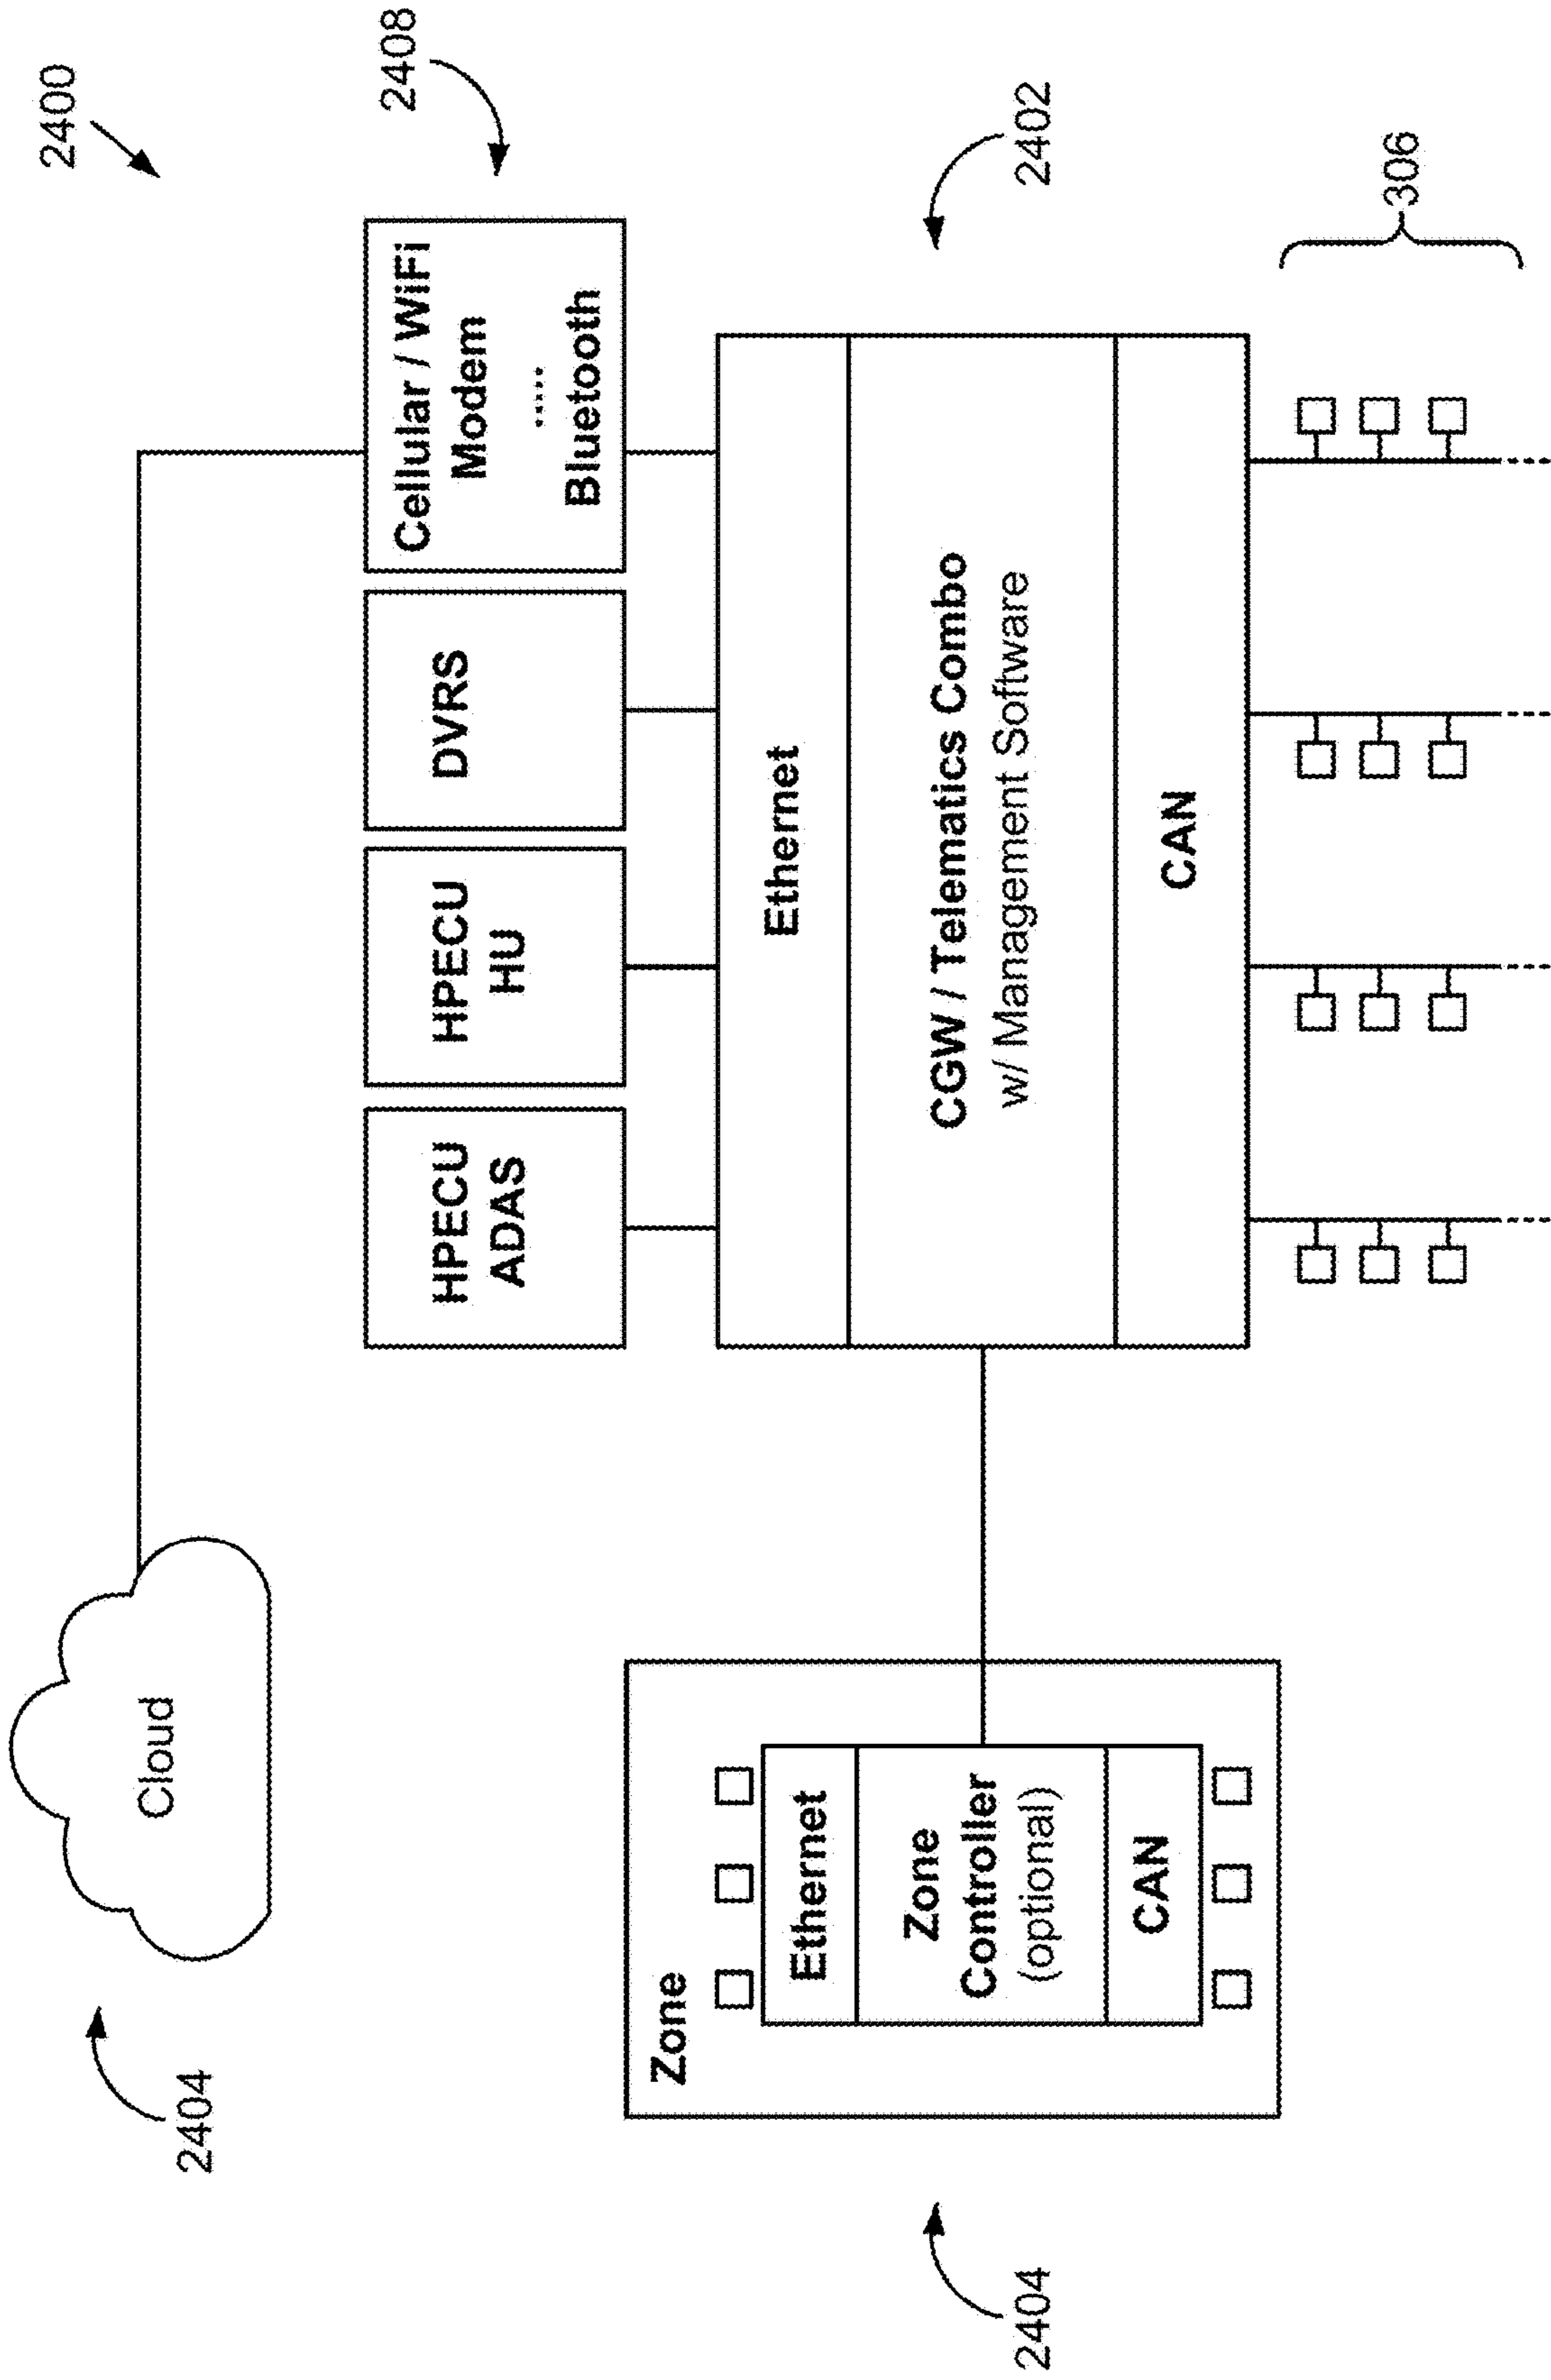 2400
2404
Cloud
2408
HPECU
ADAS
HPECU
HU
DVRS
Cellular / WiFi
Modem
.....
Bluetooth
2402
Ethernet
CGW / Telematics Combo
w/ Management Software
CAN
306
2404
Zone
Ethernet
Zone
Controller
(optional)
CAN